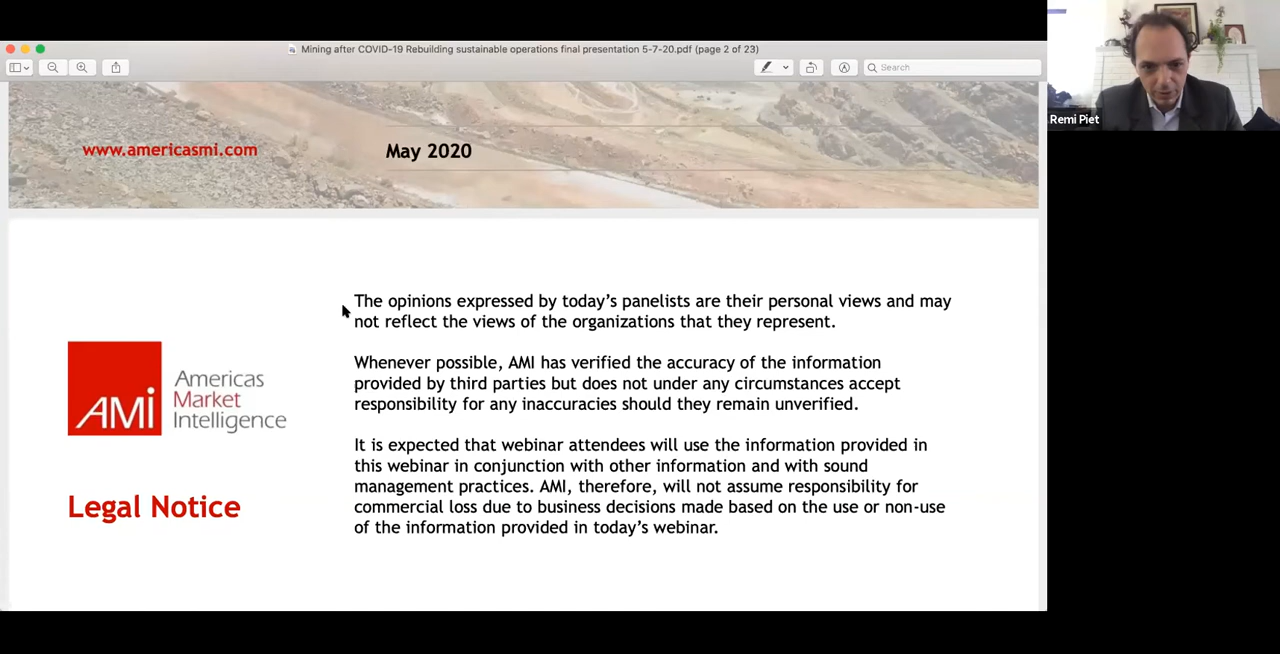 Mining after COVID-19 Rebuilding sustainable operations final presentation 5-7-20.pdf (page 2 of 23)
Search
Remi Piet
www.americasmi.com
May 2020
The opinions expressed by today's panelists are their personal views and may
not reflect the views of the organizations that they represent.
Whenever possible, AMI has verified the accuracy of the information
provided by third parties but does not under any circumstances accept
responsibility for any inaccuracies should they remain unverified.
It is expected that webinar attendees will use the information provided in
this webinar in conjunction with other information and with sound
management practices. AMI, therefore, will not assume responsibility for
commercial loss due to business decisions made based on the use or non-use
of the information provided in today's webinar.
AMi
Americas
Market
Intelligence
Legal Notice